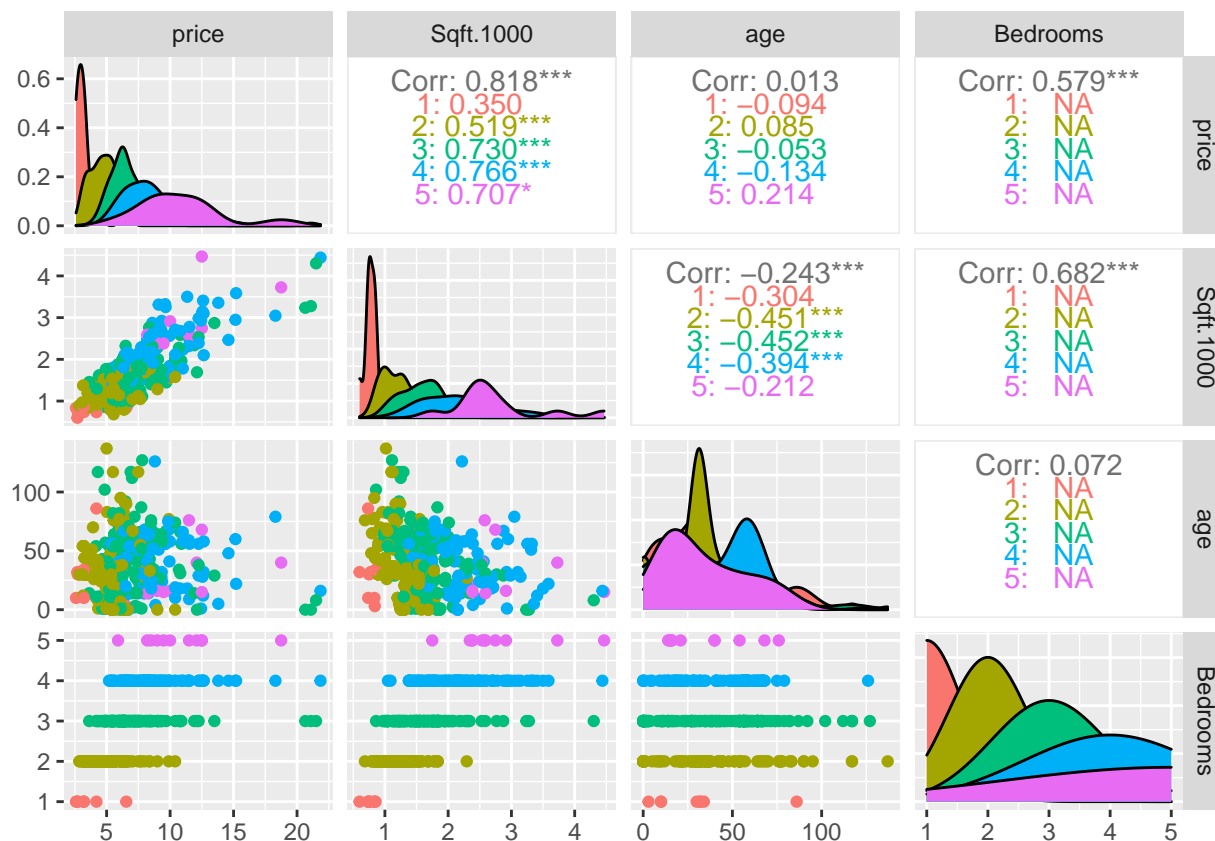 price
Sqft.1000
age
Bedrooms
0.6
0.4
0.2
0.0
Corr: 0.818***
1: 0.350
2: 0.519***
3: 0.730***
4: 0.766***
5: 0.707*
Corr: 0.013
1: −0.094
2: 0.085
3: −0.053
4: −0.134
5: 0.214
Corr: 0.579***
1: NA
2: NA
3: NA
4: NA
5: NA
price
4
3
2
1
Corr: −0.243***
1: −0.304
2: −0.451***
3: −0.452***
4: −0.394***
5: −0.212
Corr: 0.682***
1: NA
2: NA
3: NA
4: NA
5: NA
Sqft.1000
100
50
0
Corr: 0.072
1: NA
2: NA
3: NA
4: NA
5: NA
age
5
4
3
2
1
Bedrooms
5 10 15 20
1 2 3 4
0 50 100
1 2 3 4 5